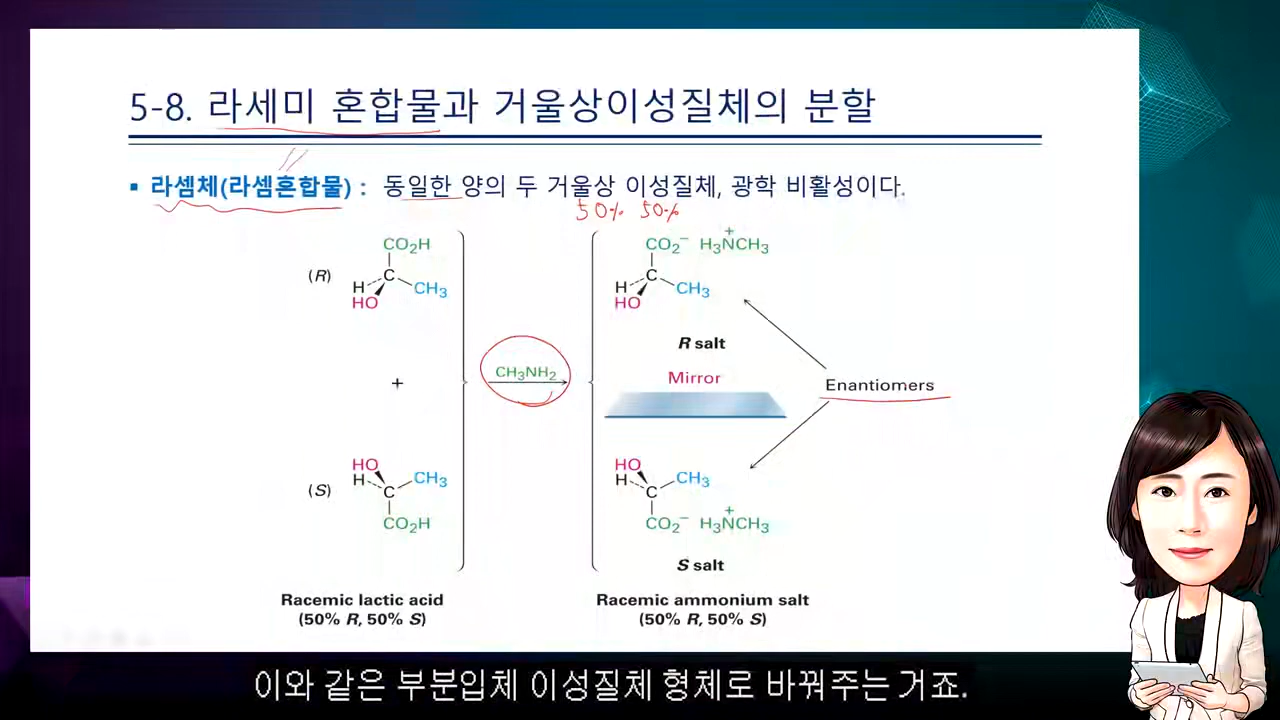 5-8. 라세미 혼합물과 거울상이성질체의 분할
▪ 라셈체(라셈혼합물) : 동일한 양의 두 거울상 이성질체, 광학 비활성이다.
50% 50%
(R)
CO₂H
C
H
HO
CH₃
+
(S)
HO
H
C
CH₃
CO₂H
Racemic lactic acid
(50% R, 50% S)
CH₃NH₂
CO₂⁻ H₃N⁺CH₃
C
H
HO
CH₃
R salt
Mirror
HO
H
C
CH₃
CO₂⁻ H₃N⁺CH₃
S salt
Racemic ammonium salt
(50% R, 50% S)
Enantiomers
이와 같은 부분입체 이성질체 형체로 바꿔주는 거죠.